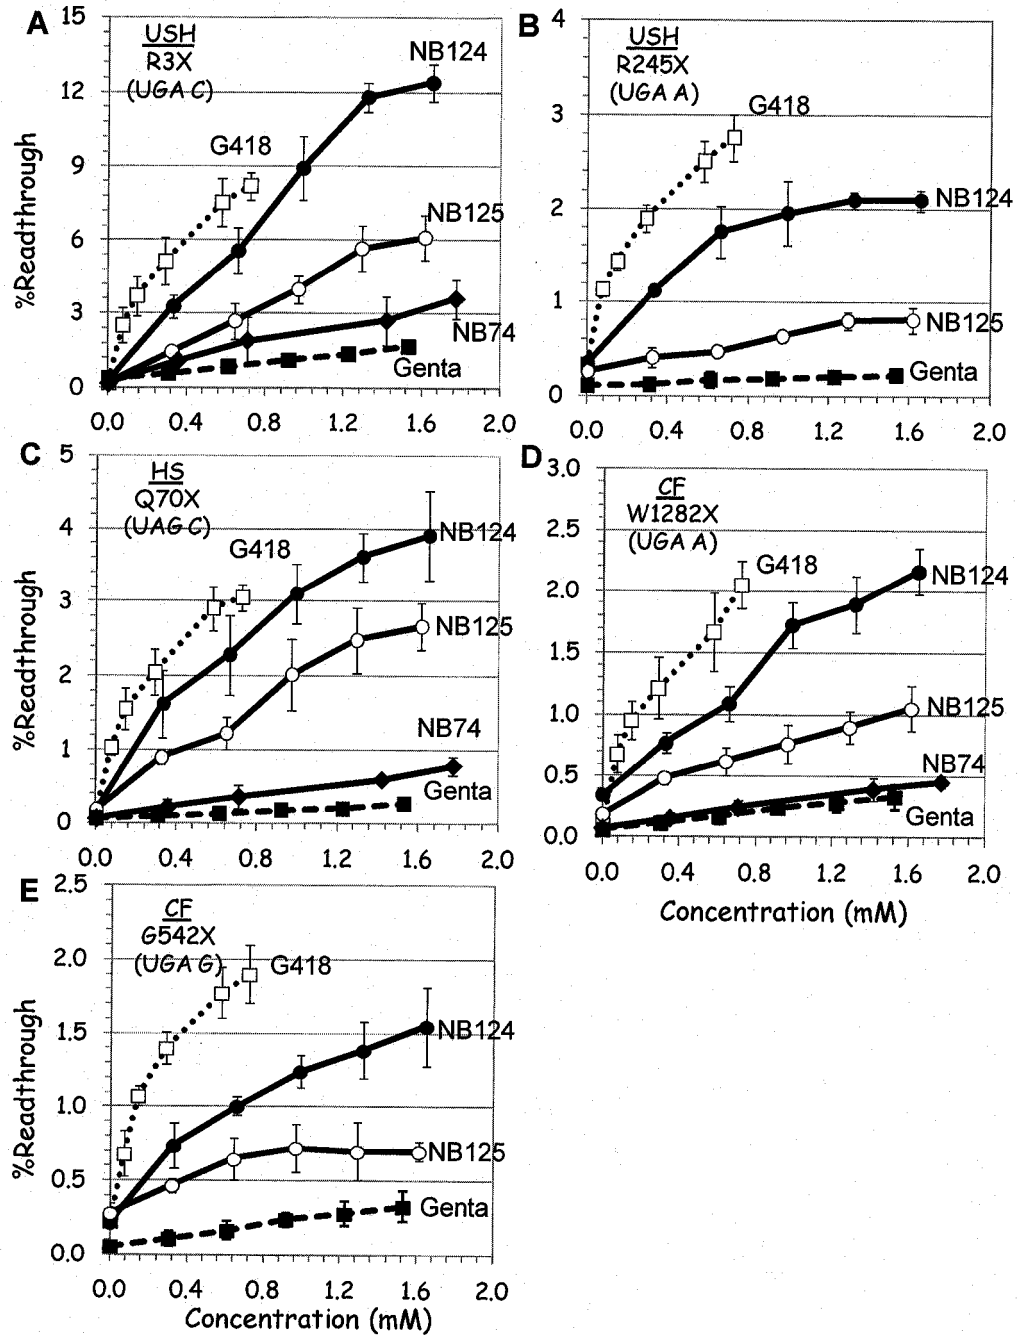 A
USH
R3X
(UGA C)
15
12
9
6
3
0
%Readthrough
G418
NB124
NB125
NB74
Genta
0.0 0.4 0.8 1.2 1.6 2.0
B
USH
R245X
(UGA A)
4
3
2
1
0
G418
NB124
NB125
Genta
0.0 0.4 0.8 1.2 1.6 2.0
C
HS
Q70X
(UAG C)
5
4
3
2
1
0
%Readthrough
G418
NB124
NB125
NB74
Genta
0.0 0.4 0.8 1.2 1.6 2.0
D
CF
W1282X
(UGA A)
3.0
2.5
2.0
1.5
1.0
0.5
0.0
G418
NB124
NB125
NB74
Genta
0.0 0.4 0.8 1.2 1.6 2.0
Concentration (mM)
E
CF
G542X
(UGA G)
2.5
2.0
1.5
1.0
0.5
0.0
%Readthrough
G418
NB124
NB125
Genta
0.0 0.4 0.8 1.2 1.6 2.0
Concentration (mM)